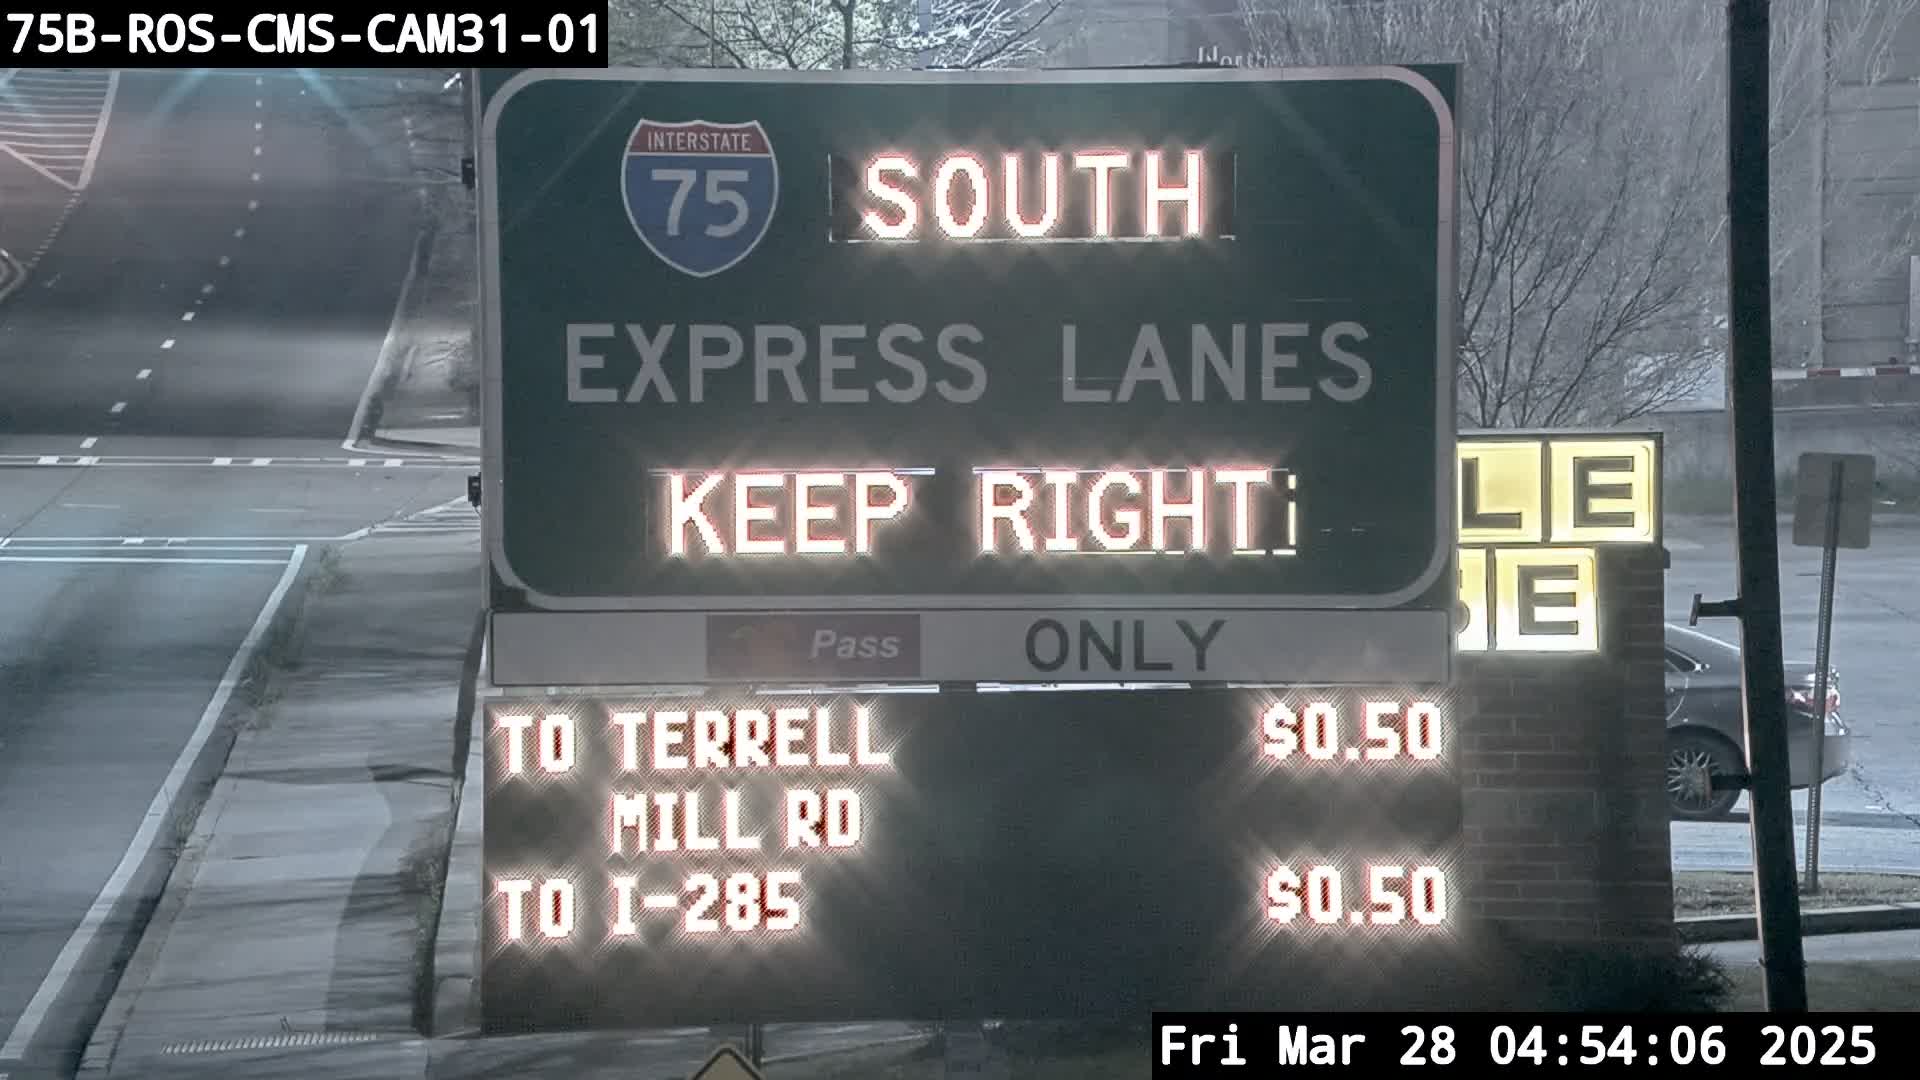 75B-ROS-CMS-CAM31-01
INTERSTATE
75
SOUTH
EXPRESS LANES
KEEP RIGHT
Pass ONLY
TO TERRELL $0.50
MILL RD
TO I-285 $0.50
LE
E
Fri Mar 28 04:54:06 2025